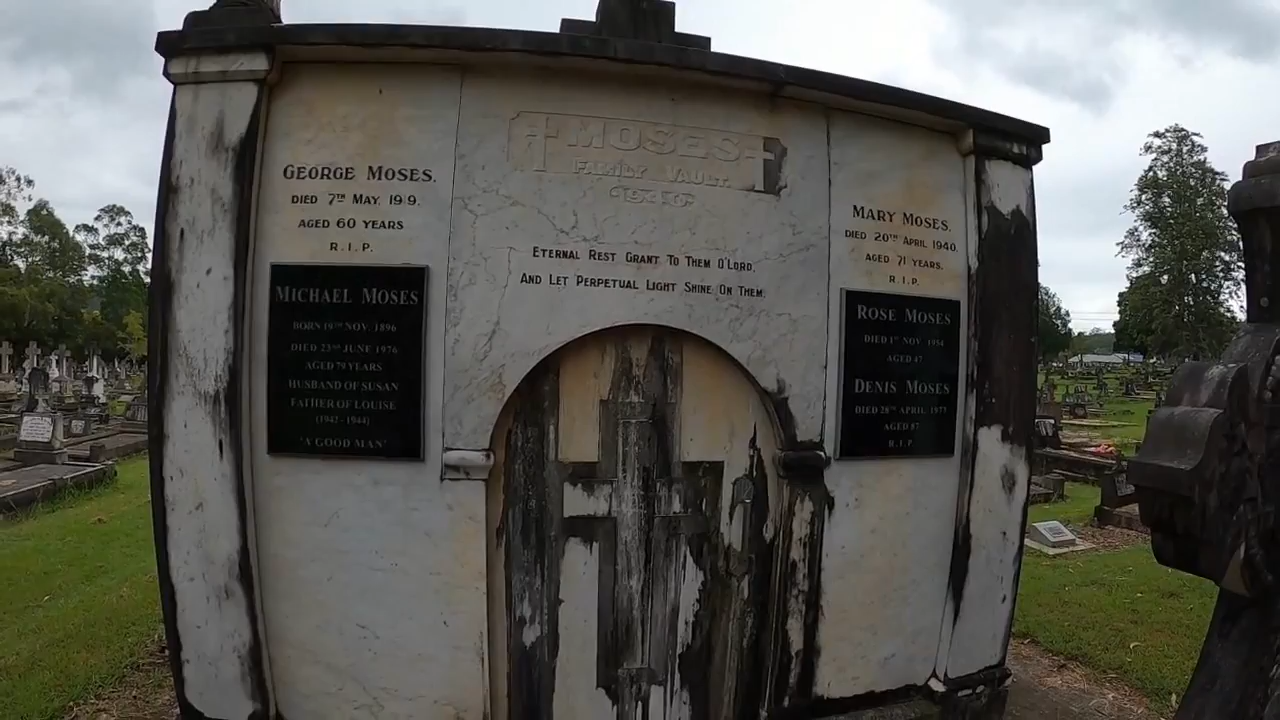 MOSES
FAMILY VAULT.
GEORGE MOSES.
DIED 7TH MAY, 1919.
AGED 60 YEARS
R.I.P.
MICHAEL MOSES
BORN 19TH NOV. 1896
DIED 23RD JUNE 1976
AGED 79 YEARS
HUSBAND OF SUSAN
FATHER OF LOUISE
(1942 - 1944)
'A GOOD MAN'
ETERNAL REST GRANT TO THEM O'LORD,
AND LET PERPETUAL LIGHT SHINE ON THEM.
MARY MOSES.
DIED 20TH APRIL 1940.
AGED 71 YEARS.
R.I.P.
ROSE MOSES
DIED 1ST NOV. 1954
AGED 47
DENIS MOSES
DIED 28TH APRIL, 1977
AGED 87
R.I.P.